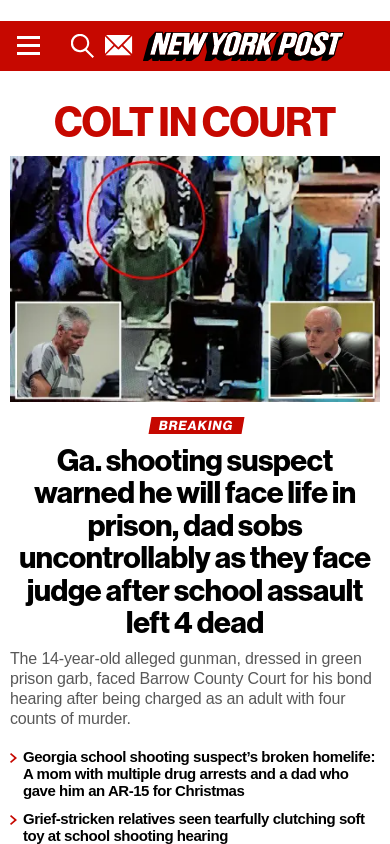 NEW YORK POST
COLT IN COURT
BREAKING
Ga. shooting suspect
warned he will face life in
prison, dad sobs
uncontrollably as they face
judge after school assault
left 4 dead
The 14-year-old alleged gunman, dressed in green
prison garb, faced Barrow County Court for his bond
hearing after being charged as an adult with four
counts of murder.
Georgia school shooting suspect’s broken homelife:
A mom with multiple drug arrests and a dad who
gave him an AR-15 for Christmas
Grief-stricken relatives seen tearfully clutching soft
toy at school shooting hearing